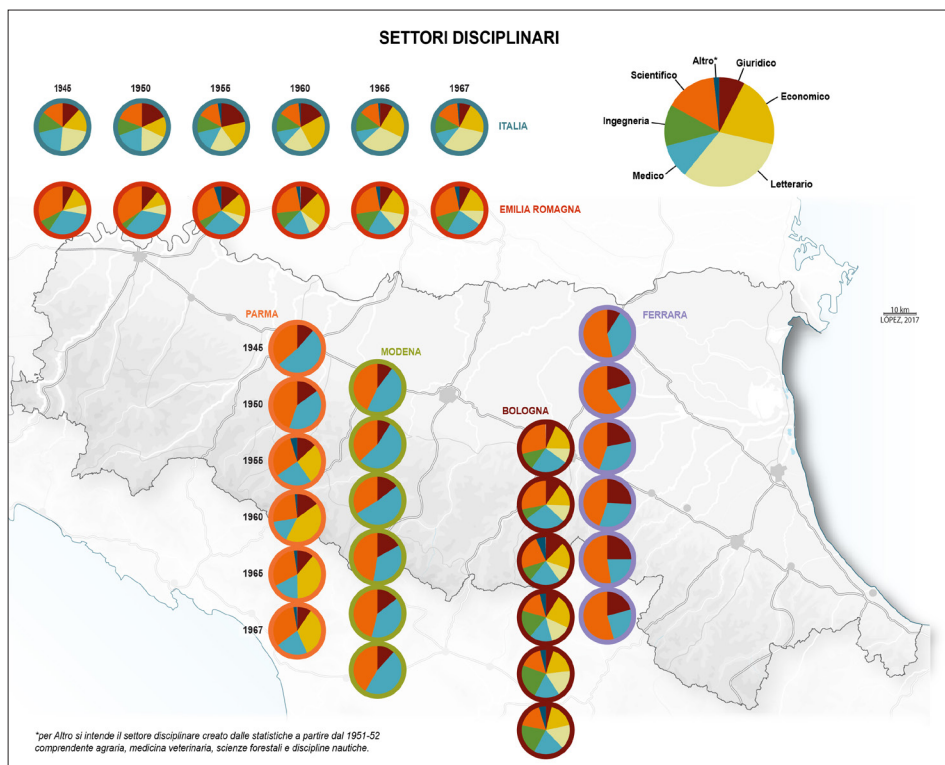 SETTORI DISCIPLINARI
1945
1950
1955
1960
1965
1967
ITALIA
EMILIA ROMAGNA
Altro*
Giuridico
Scientifico
Economico
Ingegneria
Medico
Letterario
10 km
LÓPEZ, 2017
PARMA
MODENA
BOLOGNA
FERRARA
1945
1950
1955
1960
1965
1967
*per Altro si intende il settore disciplinare creato dalle statistiche a partire dal 1951-52
comprendente agraria, medicina veterinaria, scienze forestali e discipline nautiche.